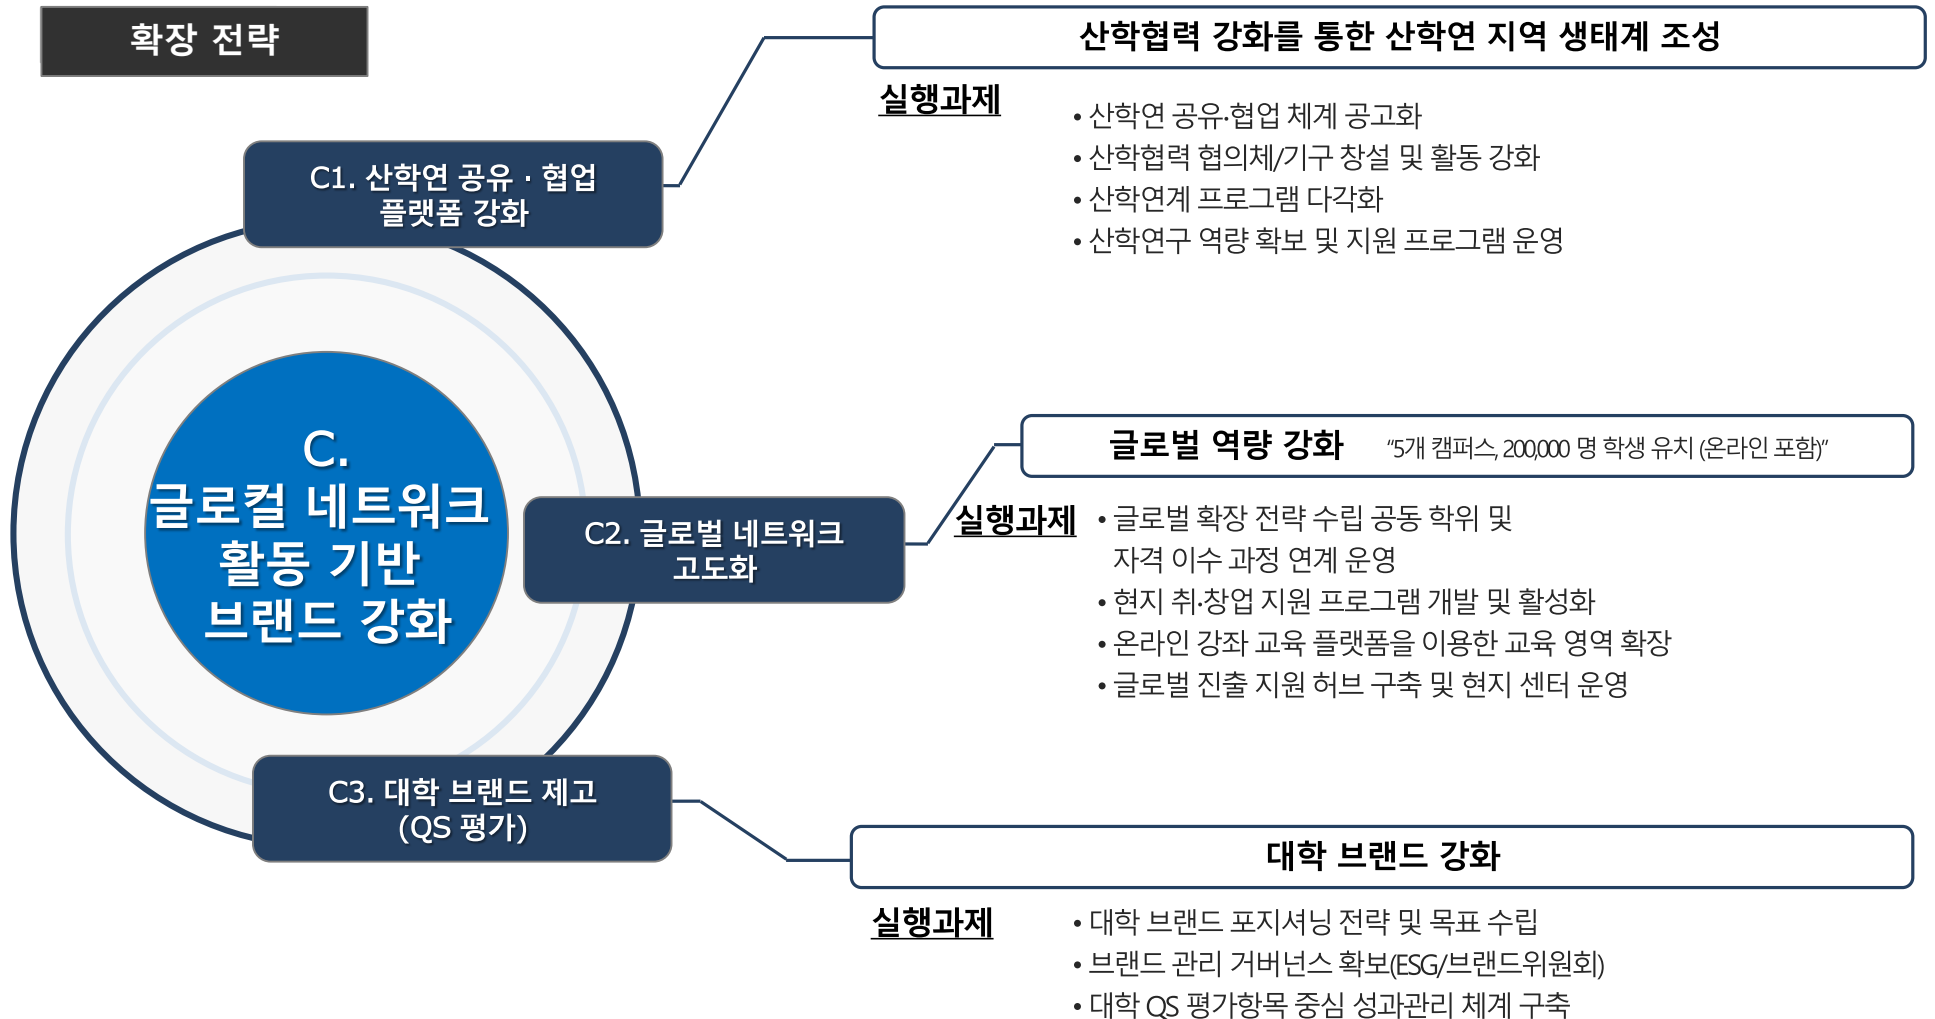 확장 전략
산학협력 강화를 통한 산학연 지역 생태계 조성
실행과제
• 산학연 공유·협업 체계 공고화
• 산학협력 협의체/기구 창설 및 활동 강화
• 산학연계 프로그램 다각화
• 산학연구 역량 확보 및 지원 프로그램 운영
C1. 산학연 공유 · 협업
플랫폼 강화
C.
글로컬 네트워크
활동 기반
브랜드 강화
글로벌 역량 강화 “5개 캠퍼스, 200,000 명 학생 유치 (온라인 포함)”
C2. 글로벌 네트워크
고도화
실행과제
• 글로벌 확장 전략 수립 공동 학위 및
자격 이수 과정 연계 운영
• 현지 취·창업 지원 프로그램 개발 및 활성화
• 온라인 강좌 교육 플랫폼을 이용한 교육 영역 확장
• 글로벌 진출 지원 허브 구축 및 현지 센터 운영
C3. 대학 브랜드 제고
(QS 평가)
대학 브랜드 강화
실행과제
• 대학 브랜드 포지셔닝 전략 및 목표 수립
• 브랜드 관리 거버넌스 확보(ESG/브랜드위원회)
• 대학 QS 평가항목 중심 성과관리 체계 구축